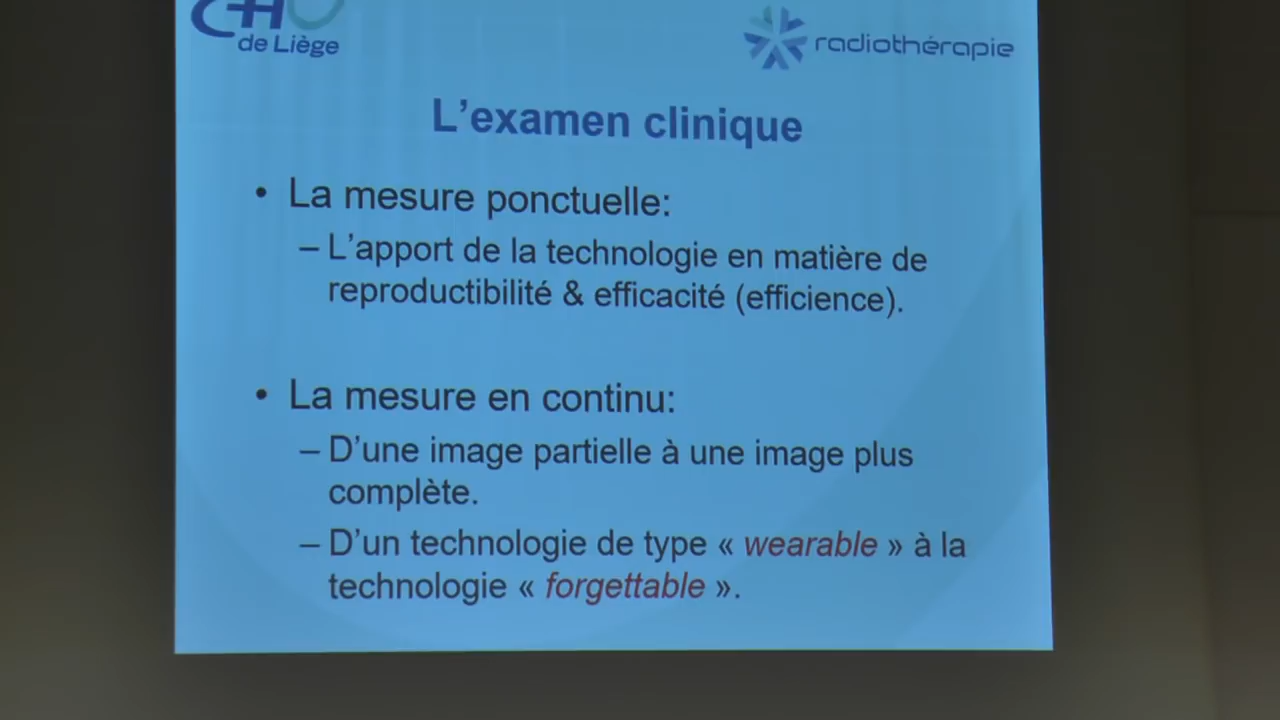 CHU
de Liège
radiothérapie
L'examen clinique
• La mesure ponctuelle:
– L'apport de la technologie en matière de
reproductibilité & efficacité (efficience).
• La mesure en continu:
– D'une image partielle à une image plus
complète.
– D'un technologie de type « wearable » à la
technologie « forgettable ».